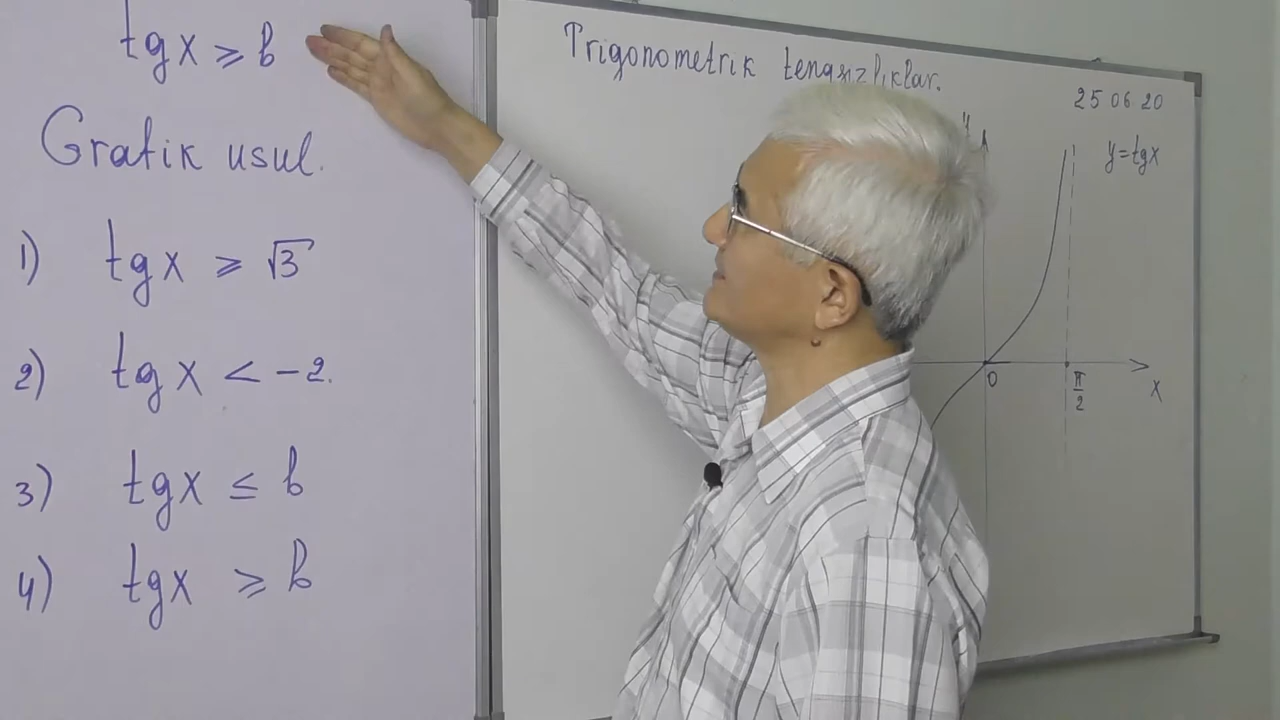 tgx ⩾ b
Grafik usul.
1) tgx ⩾ √3
2) tgx < -2.
3) tgx ≤ b
4) tgx ⩾ b
Trigonometrik tengsizliklar.
25 06 20
y
y=tgx
0
π/2
x